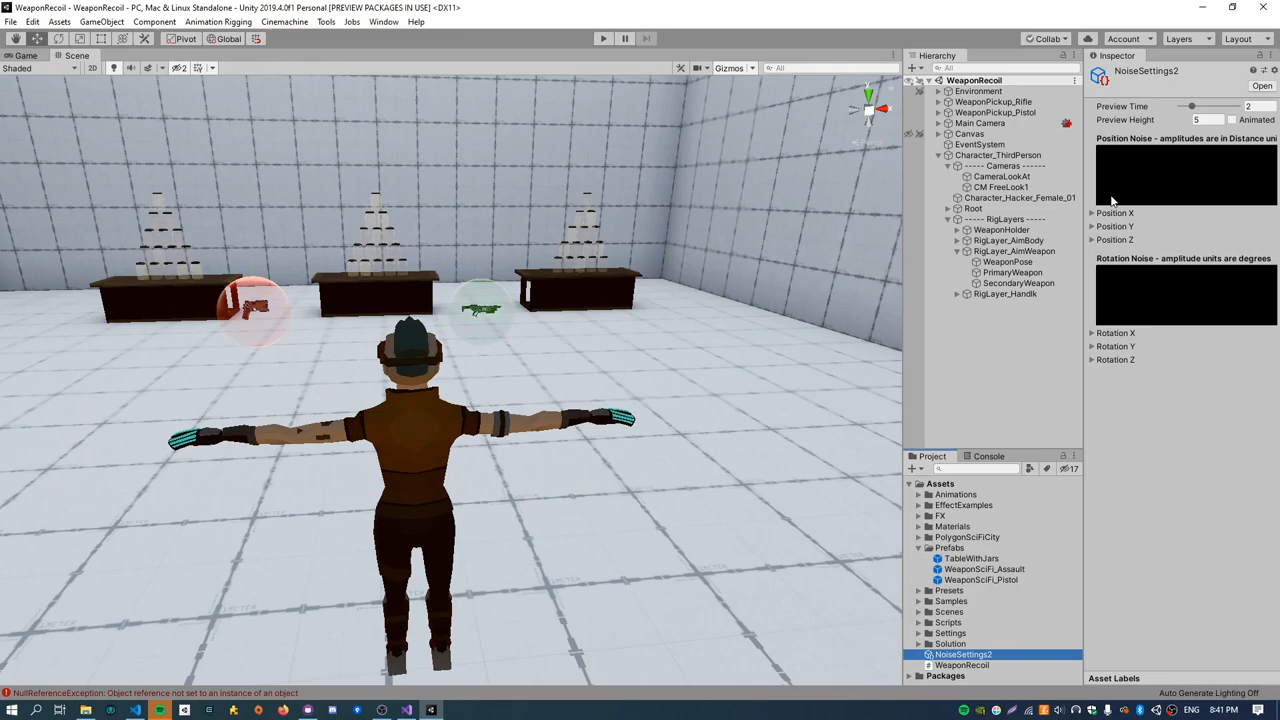 WeaponRecoil - WeaponRecoil - PC, Mac & Linux Standalone - Unity 2019.4.0f1 Personal [PREVIEW PACKAGES IN USE] <DX11>
File Edit Assets GameObject Component Animation Rigging Cinemachine Tools Jobs Window Help
Pivot Global Collab Account Layers Layout
Game Scene
Shaded 2D 2 Gizmos All
Persp
Hierarchy
All
WeaponRecoil
Environment
WeaponPickup_Rifle
WeaponPickup_Pistol
Main Camera
Canvas
EventSystem
Character_ThirdPerson
----- Cameras ------
CameraLookAt
CM FreeLook1
Character_Hacker_Female_01
Root
----- RigLayers -----
WeaponHolder
RigLayer_AimBody
RigLayer_AimWeapon
WeaponPose
PrimaryWeapon
SecondaryWeapon
RigLayer_HandIk
Project Console
17
Assets
Animations
EffectExamples
FX
Materials
PolygonSciFiCity
Prefabs
TableWithJars
WeaponSciFi_Assault
WeaponSciFi_Pistol
Presets
Samples
Scenes
Scripts
Settings
Solution
NoiseSettings2
WeaponRecoil
Packages
Inspector
NoiseSettings2
Open
Preview Time 2
Preview Height 5 Animated
Position Noise - amplitudes are in Distance un
Position X
Position Y
Position Z
Rotation Noise - amplitude units are degrees
Rotation X
Rotation Y
Rotation Z
Asset Labels
NullReferenceException: Object reference not set to an instance of an object
Auto Generate Lighting Off
8:41 PM